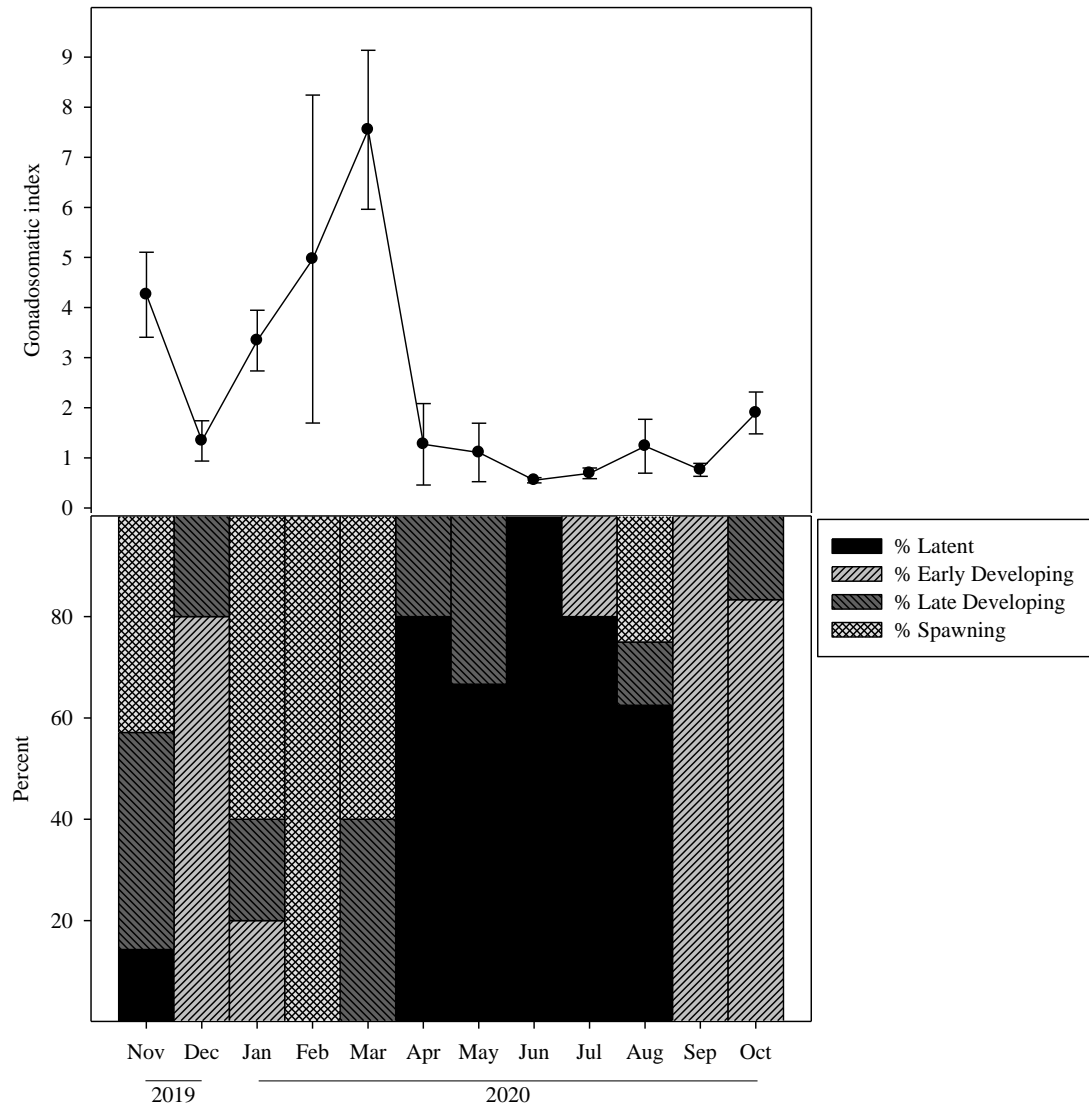 9
8
7
6
5
4
3
2
1
0
Gonadosomatic index
80
60
40
20
Percent
% Latent
% Early Developing
% Late Developing
% Spawning
Nov Dec Jan Feb Mar Apr May Jun Jul Aug Sep Oct
2019 2020